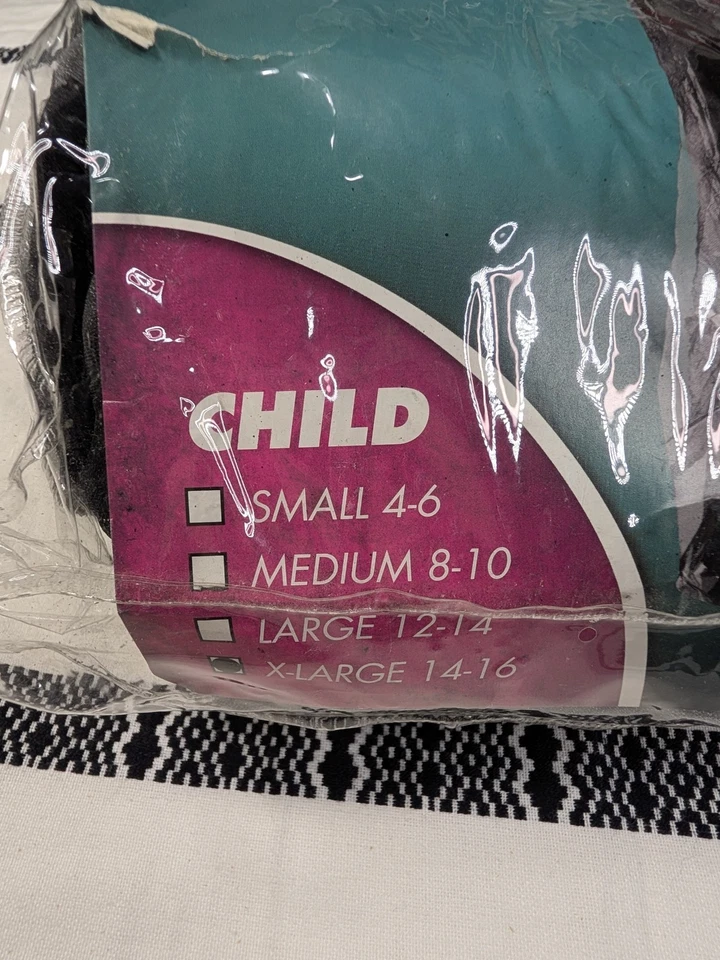 CHILD
SMALL 4-6
MEDIUM 8-10
LARGE 12-14
X-LARGE 14-16